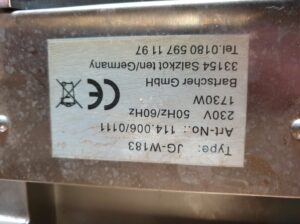 Type: JG-W183
Art-No.: 114.006/0111
230V 50Hz/60Hz
1730W
Bartscher GmbH
33154 Salzkotten/Germany
Tel.0180 597 11 97
CE